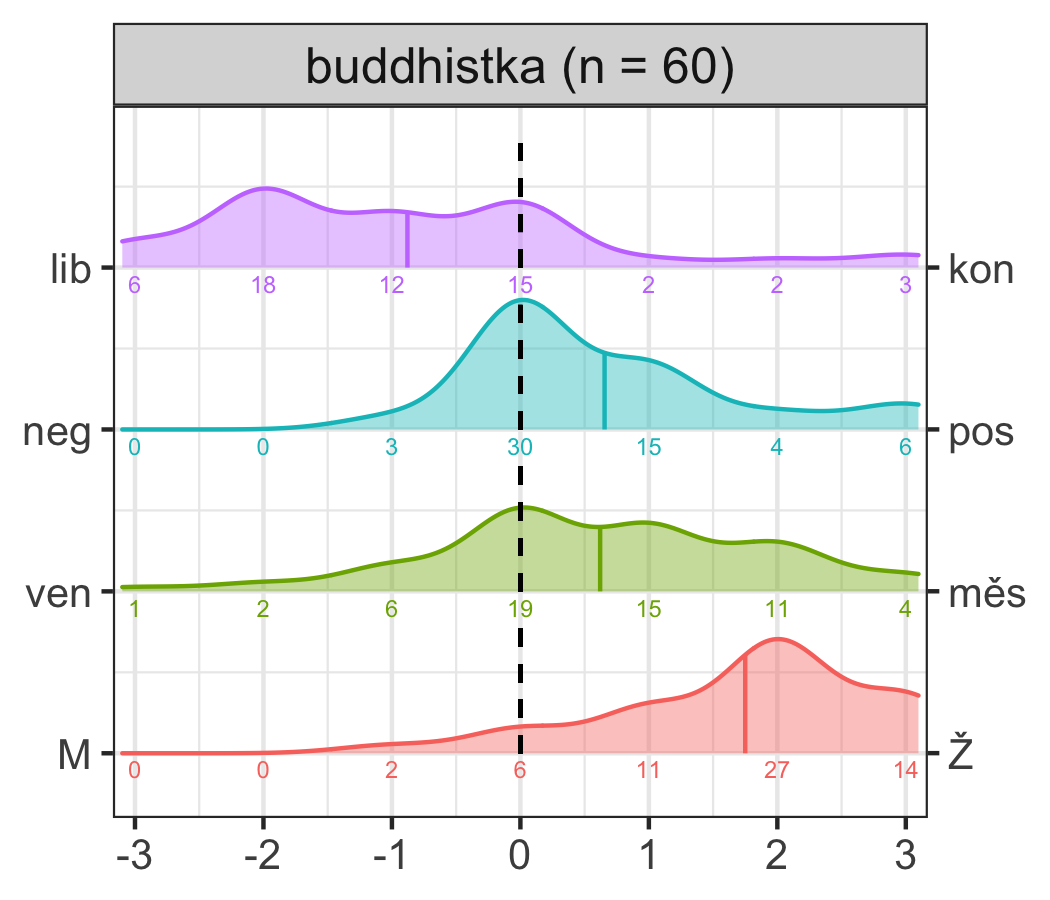 buddhistka (n = 60)
lib kon
6 18 12 15 2 2 3
neg pos
0 0 3 30 15 4 6
ven měs
1 2 6 19 15 11 4
M Ž
0 0 2 6 11 27 14
-3 -2 -1 0 1 2 3